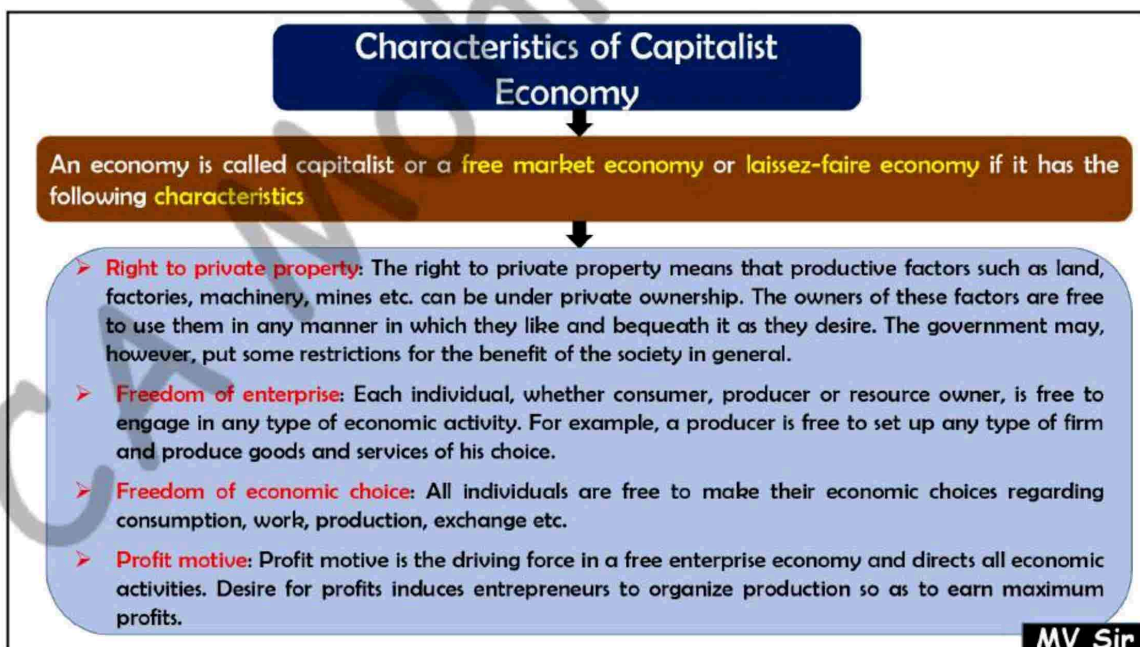 Characteristics of Capitalist
Economy
An economy is called capitalist or a free market economy or laissez-faire economy if it has the
following characteristics
➢ Right to private property: The right to private property means that productive factors such as land,
factories, machinery, mines etc. can be under private ownership. The owners of these factors are free
to use them in any manner in which they like and bequeath it as they desire. The government may,
however, put some restrictions for the benefit of the society in general.
➢ Freedom of enterprise: Each individual, whether consumer, producer or resource owner, is free to
engage in any type of economic activity. For example, a producer is free to set up any type of firm
and produce goods and services of his choice.
➢ Freedom of economic choice: All individuals are free to make their economic choices regarding
consumption, work, production, exchange etc.
➢ Profit motive: Profit motive is the driving force in a free enterprise economy and directs all economic
activities. Desire for profits induces entrepreneurs to organize production so as to earn maximum
profits.
MV Sir
CA